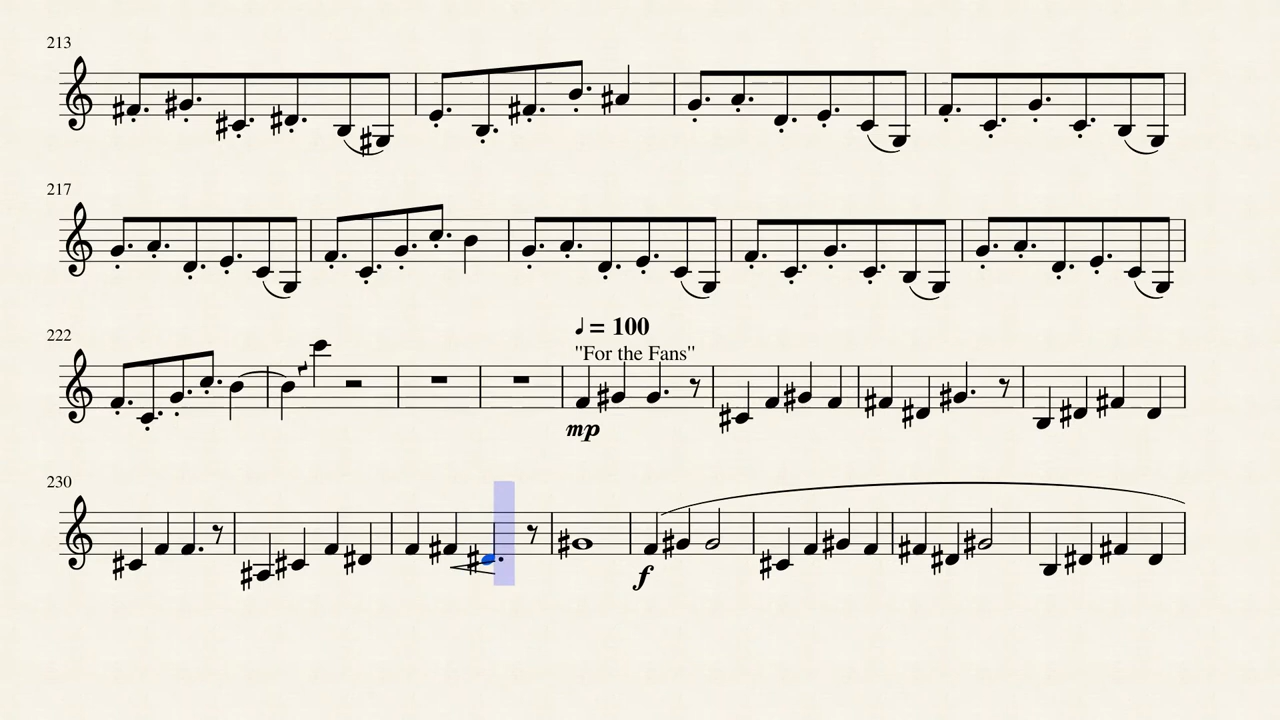 213
217
222
♩ = 100
"For the Fans"
mp
230
f